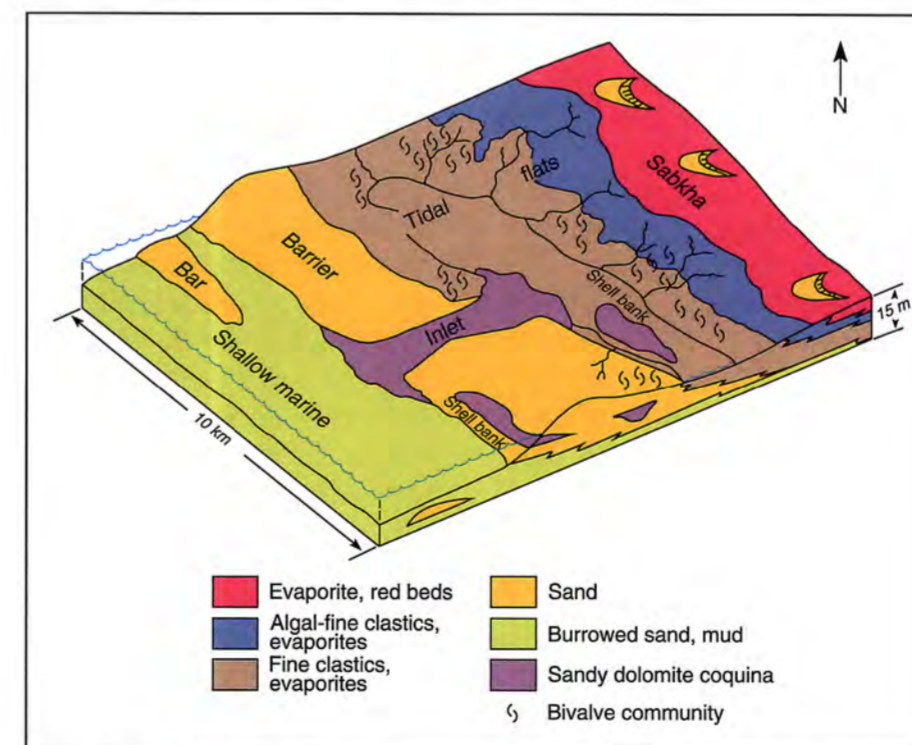 N
Sabkha
flats
Tidal
Barrier
Bar
Shell bank
15 m
Inlet
Shallow marine
Shell bank
10 km
Evaporite, red beds
Algal-fine clastics,
evaporites
Fine clastics,
evaporites
Sand
Burrowed sand, mud
Sandy dolomite coquina
Bivalve community